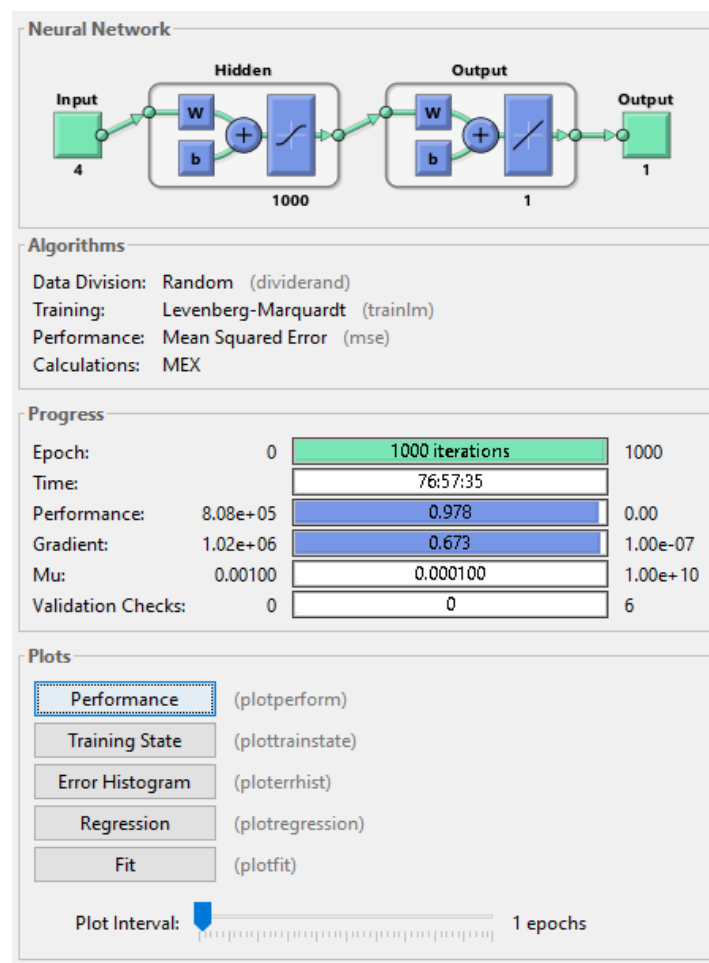 Neural Network
Hidden Output
Input Output
W W
+ +
b b
4 1
1000 1
Algorithms
Data Division: Random (dividerand)
Training: Levenberg-Marquardt (trainlm)
Performance: Mean Squared Error (mse)
Calculations: MEX
Progress
Epoch: 0 1000 iterations 1000
Time: 76:57:35
Performance: 8.08e+05 0.978 0.00
Gradient: 1.02e+06 0.673 1.00e-07
Mu: 0.00100 0.000100 1.00e+10
Validation Checks: 0 0 6
Plots
Performance (plotperform)
Training State (plottrainstate)
Error Histogram (ploterrhist)
Regression (plotregression)
Fit (plotfit)
Plot Interval: 1 epochs